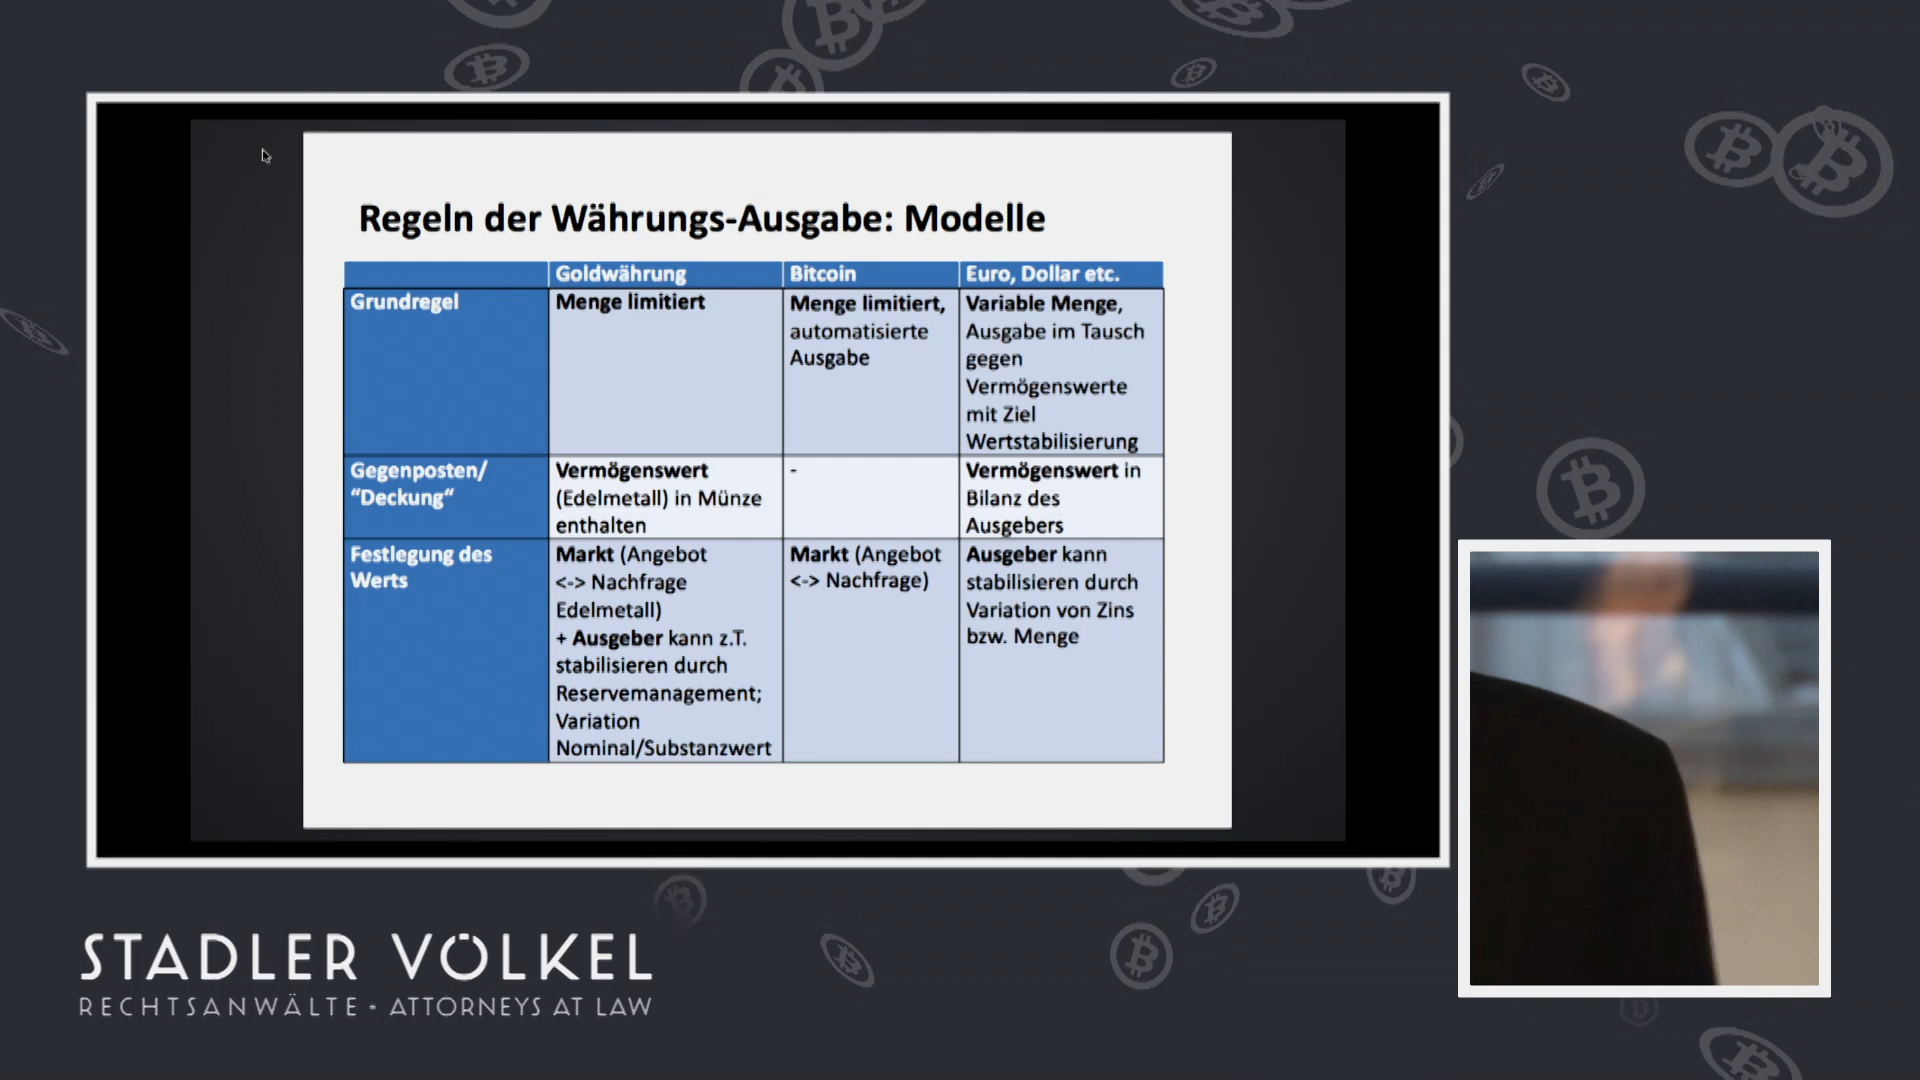 Regeln der Währungs-Ausgabe: Modelle
Goldwährung
Bitcoin
Euro, Dollar etc.
Grundregel
Menge limitiert
Menge limitiert,
automatisierte
Ausgabe
Variable Menge,
Ausgabe im Tausch
gegen
Vermögenswerte
mit Ziel
Wertstabilisierung
Gegenposten/
“Deckung“
Vermögenswert
(Edelmetall) in Münze
enthalten
-
Vermögenswert in
Bilanz des
Ausgebers
Festlegung des
Werts
Markt (Angebot
<-> Nachfrage
Edelmetall)
+ Ausgeber kann z.T.
stabilisieren durch
Reservemanagement;
Variation
Nominal/Substanzwert
Markt (Angebot
<-> Nachfrage)
Ausgeber kann
stabilisieren durch
Variation von Zins
bzw. Menge
STADLER VÖLKEL
RECHTSANWÄLTE - ATTORNEYS AT LAW